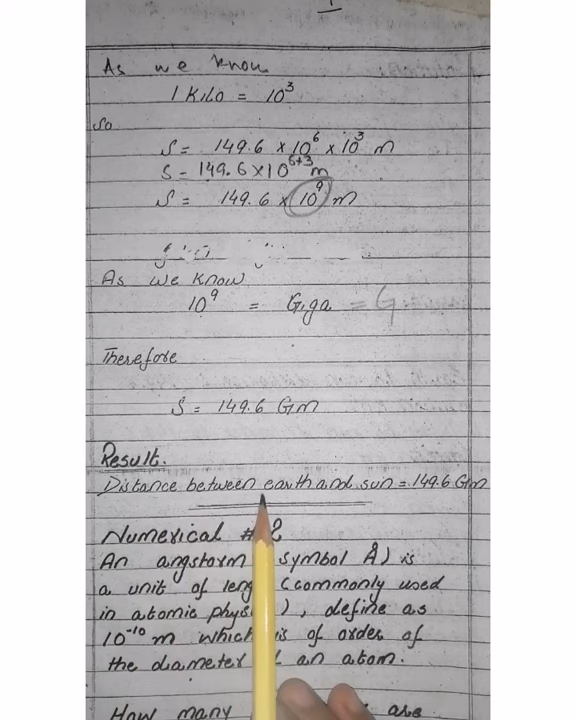 As we know
1 Kilo = 10³
So
S = 149.6 × 10⁶ × 10³ m
S = 149.6 × 10⁶⁺³ m
S = 149.6 × 10⁹ m
As we know
10⁹ = Giga = G
Therefore
S = 149.6 Gm
Result.
Distance between earth and sun = 149.6 Gm
Numerical # 2
An angstorm symbol Å) is
a unit of (commonly used
in atomic ), define as
10⁻¹⁰ m which is of order of
the diameter an atom.
How many are